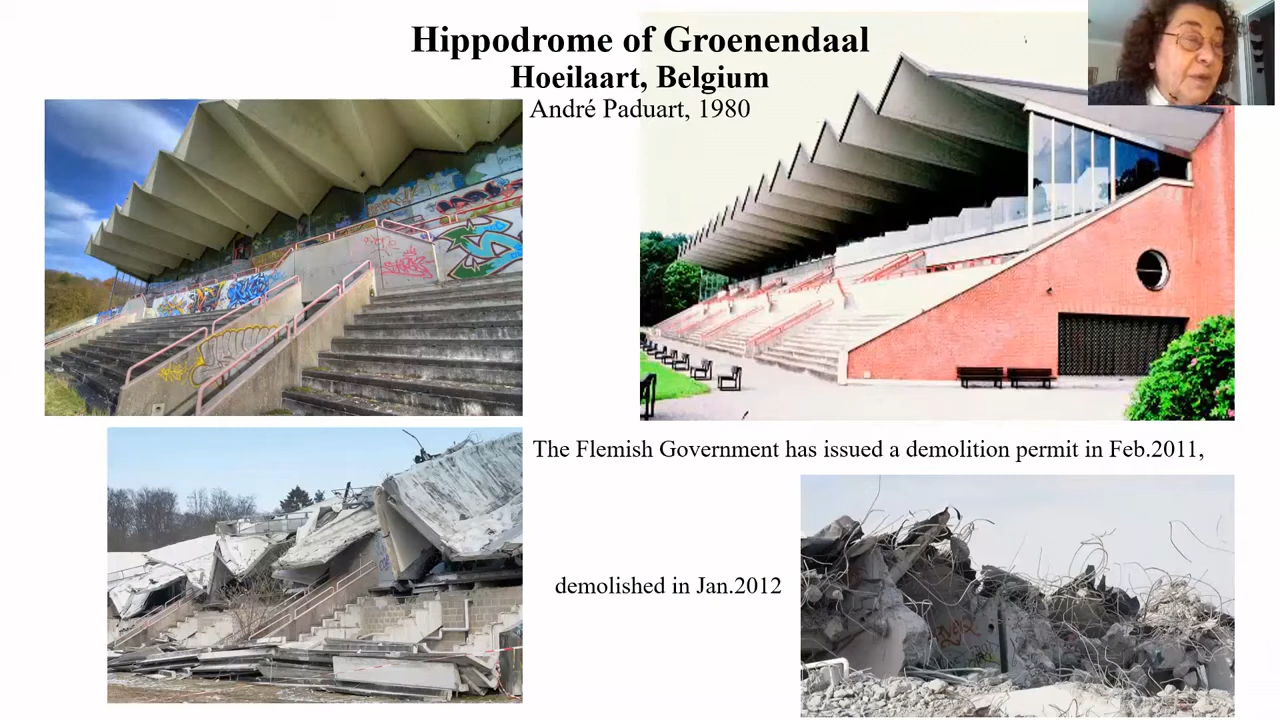 Hippodrome of Groenendaal
Hoeilaart, Belgium
André Paduart, 1980
The Flemish Government has issued a demolition permit in Feb.2011,
demolished in Jan.2012